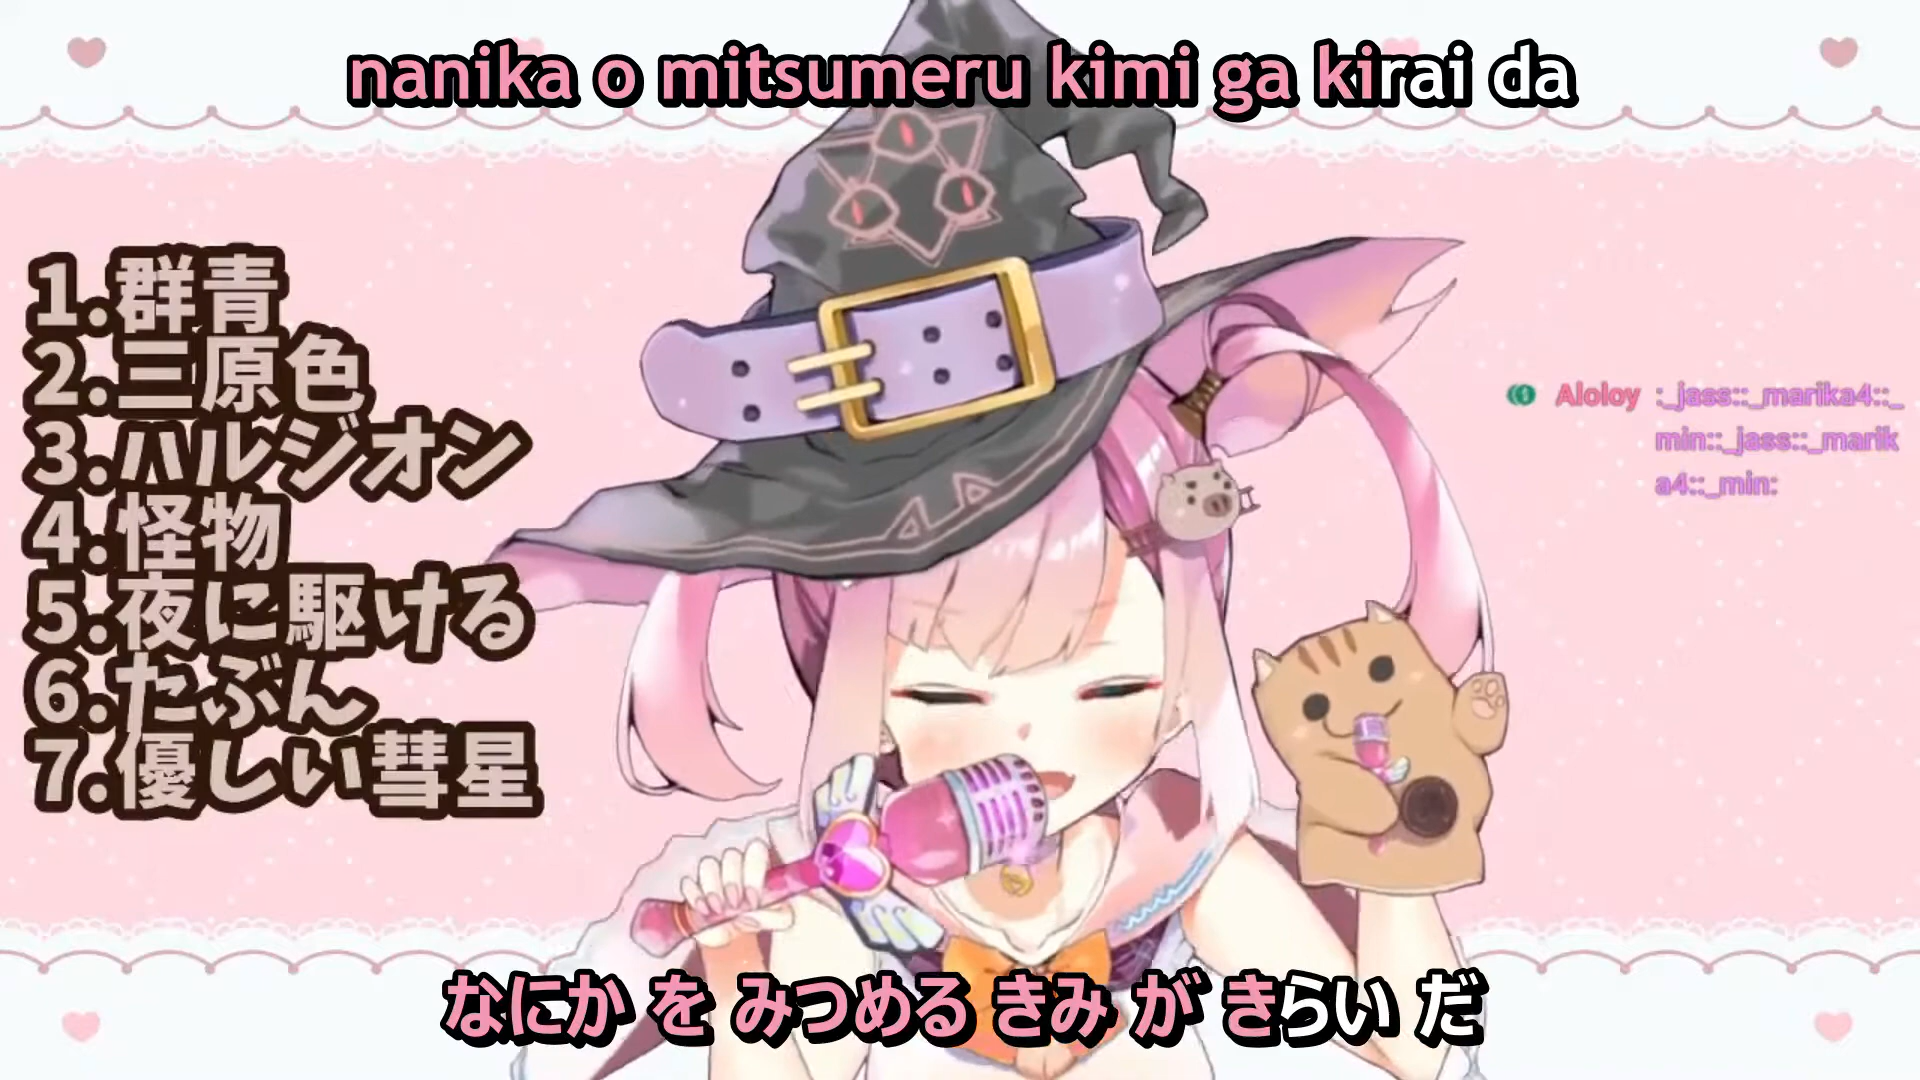 nanika o mitsumeru kimi ga kirai da
1.群青
2.三原色
3.ハルジオン
4.怪物
5.夜に駆ける
6.たぶん
7.優しい彗星
Aloloy :_jass::_marika4::_
min::_jass::_marik
a4::_min:
なにか を みつめる きみ が きらい だ